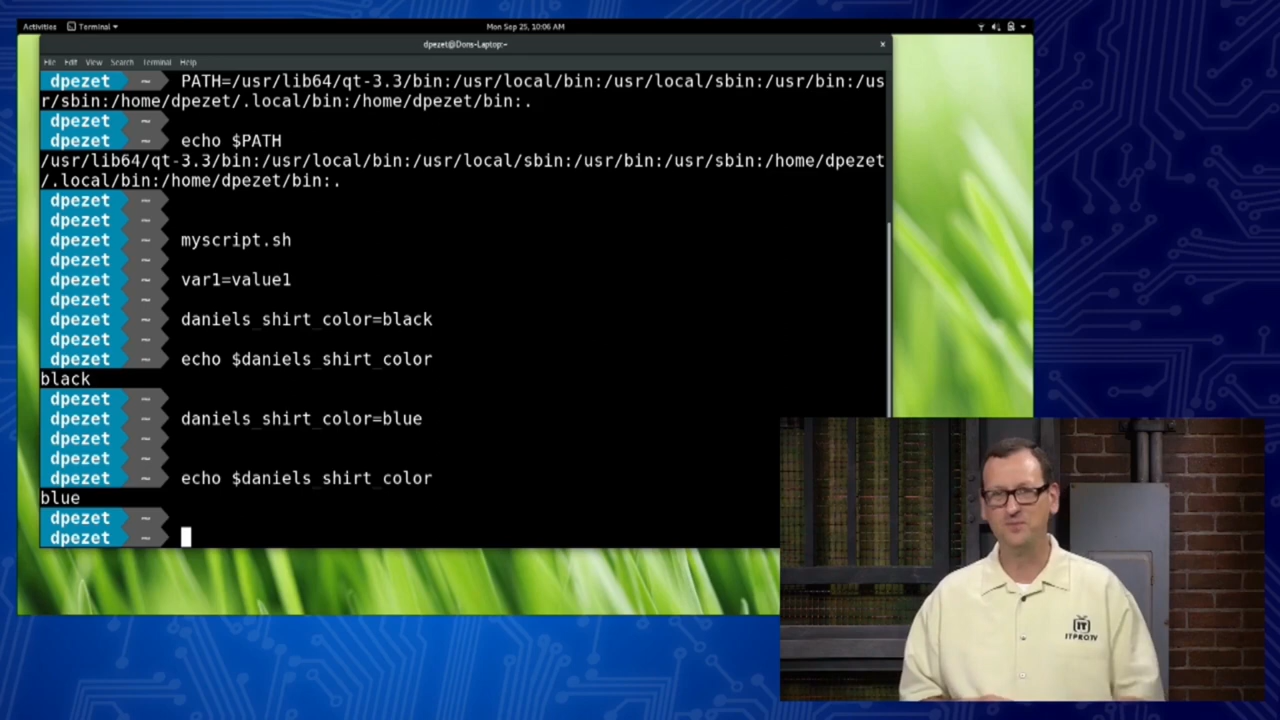 Activities Terminal Mon Sep 25, 10:06 AM
dpezet@Dons-Laptop:~ ×
File Edit View Search Terminal Help
dpezet ~ PATH=/usr/lib64/qt-3.3/bin:/usr/local/bin:/usr/local/sbin:/usr/bin:/us
r/sbin:/home/dpezet/.local/bin:/home/dpezet/bin:.
dpezet ~
dpezet ~ echo $PATH
/usr/lib64/qt-3.3/bin:/usr/local/bin:/usr/local/sbin:/usr/bin:/usr/sbin:/home/dpezet
/.local/bin:/home/dpezet/bin:.
dpezet ~
dpezet ~
dpezet ~ myscript.sh
dpezet ~
dpezet ~ var1=value1
dpezet ~
dpezet ~ daniels_shirt_color=black
dpezet ~
dpezet ~ echo $daniels_shirt_color
black
dpezet ~
dpezet ~ daniels_shirt_color=blue
dpezet ~
dpezet ~
dpezet ~ echo $daniels_shirt_color
blue
dpezet ~
dpezet ~
IT
ITPROTV